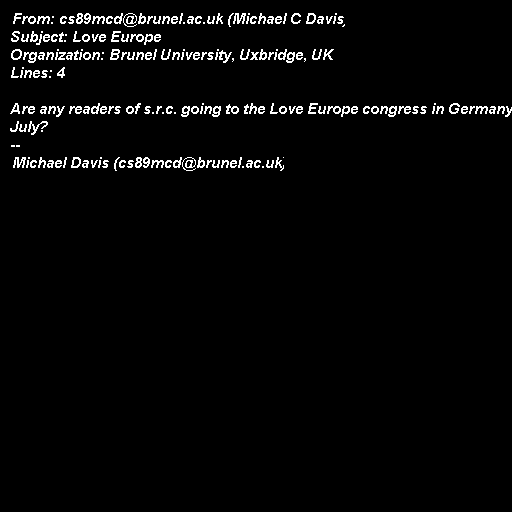 From: cs89mcd@brunel.ac.uk (Michael C Davis)
Subject: Love Europe
Organization: Brunel University, Uxbridge, UK
Lines: 4

Are any readers of s.r.c. going to the Love Europe congress in Germany
July?
--
Michael Davis (cs89mcd@brunel.ac.uk)